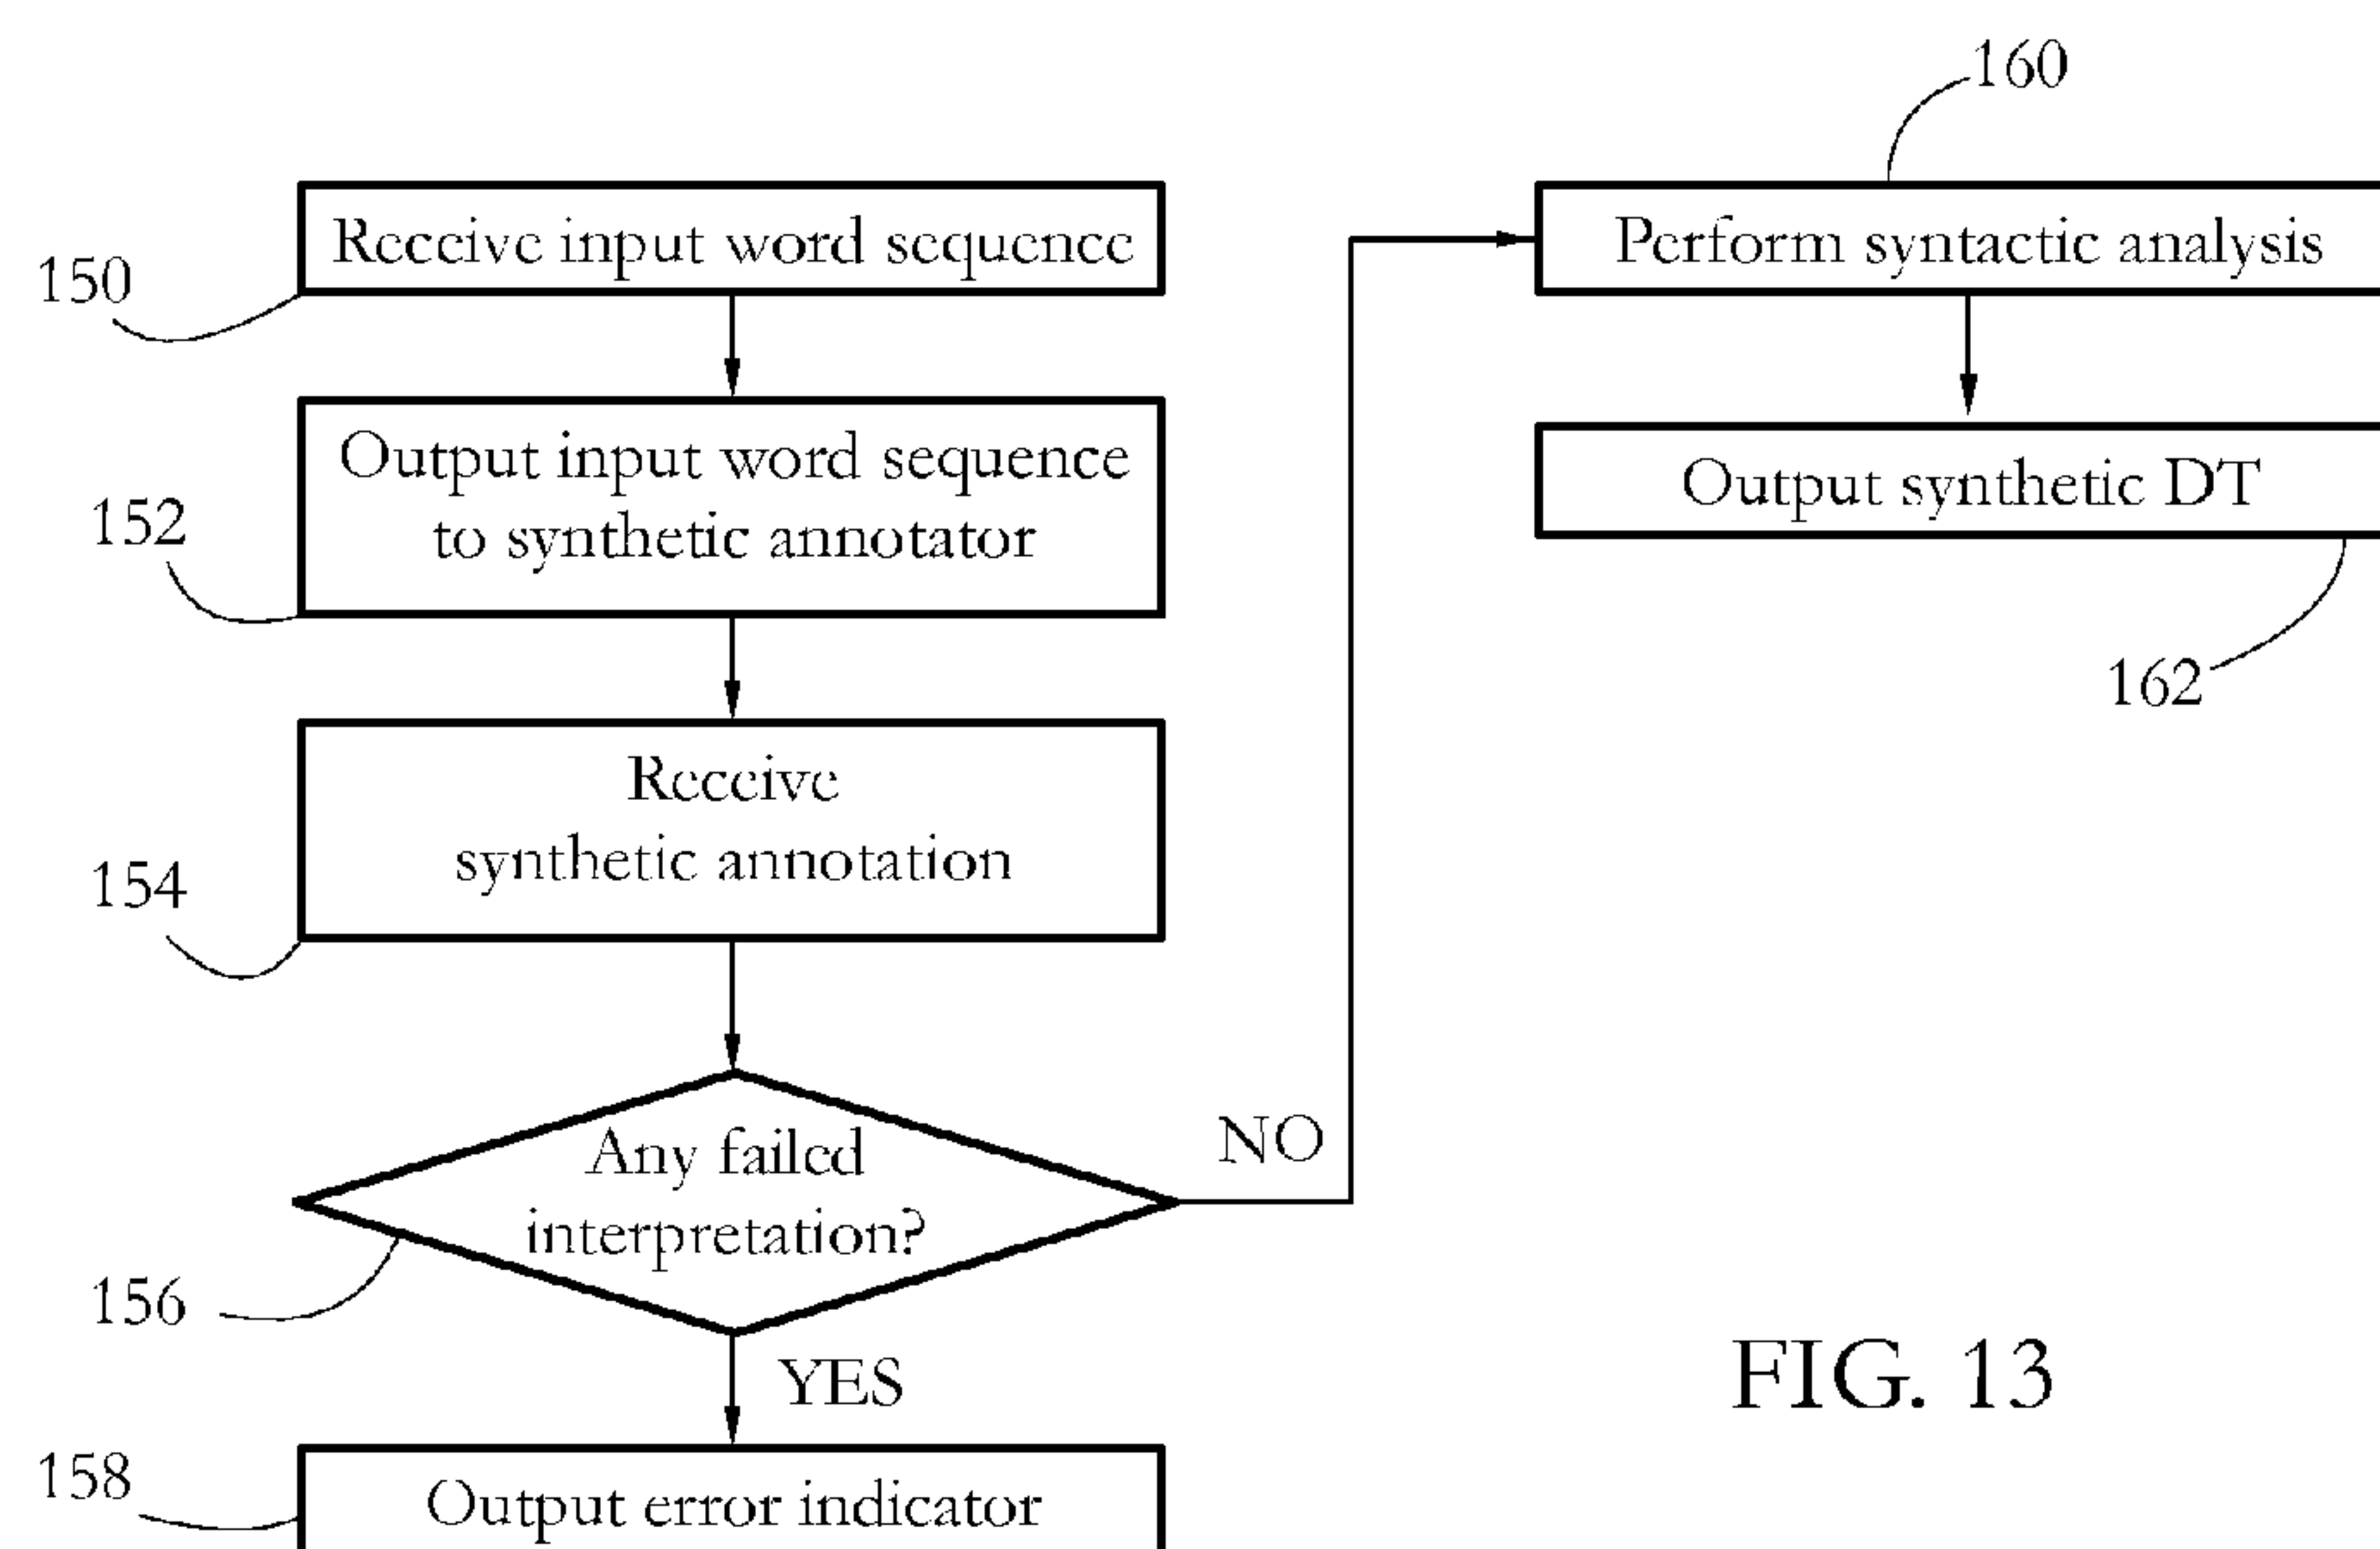 150
Receive input word sequence
152
Output input word sequence
to synthetic annotator
154
Receive
synthetic annotation
156
Any failed
interpretation?
NO
YES
158
Output error indicator
160
Perform syntactic analysis
Output synthetic DT
162
FIG. 13